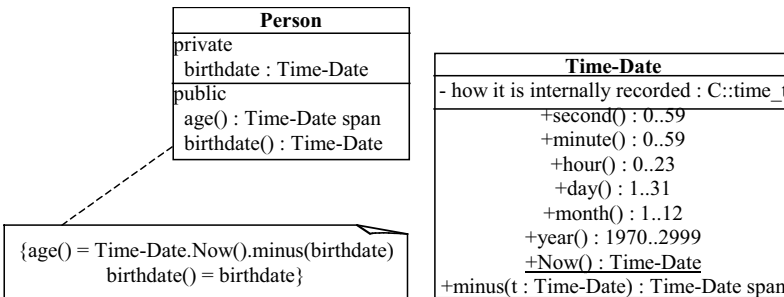 Person
private
birthdate : Time-Date
public
age() : Time-Date span
birthdate() : Time-Date
{age() = Time-Date.Now().minus(birthdate)
birthdate() = birthdate}
Time-Date
- how it is internally recorded : C::time_t
+second() : 0..59
+minute() : 0..59
+hour() : 0..23
+day() : 1..31
+month() : 1..12
+year() : 1970..2999
+Now() : Time-Date
+minus(t : Time-Date) : Time-Date span